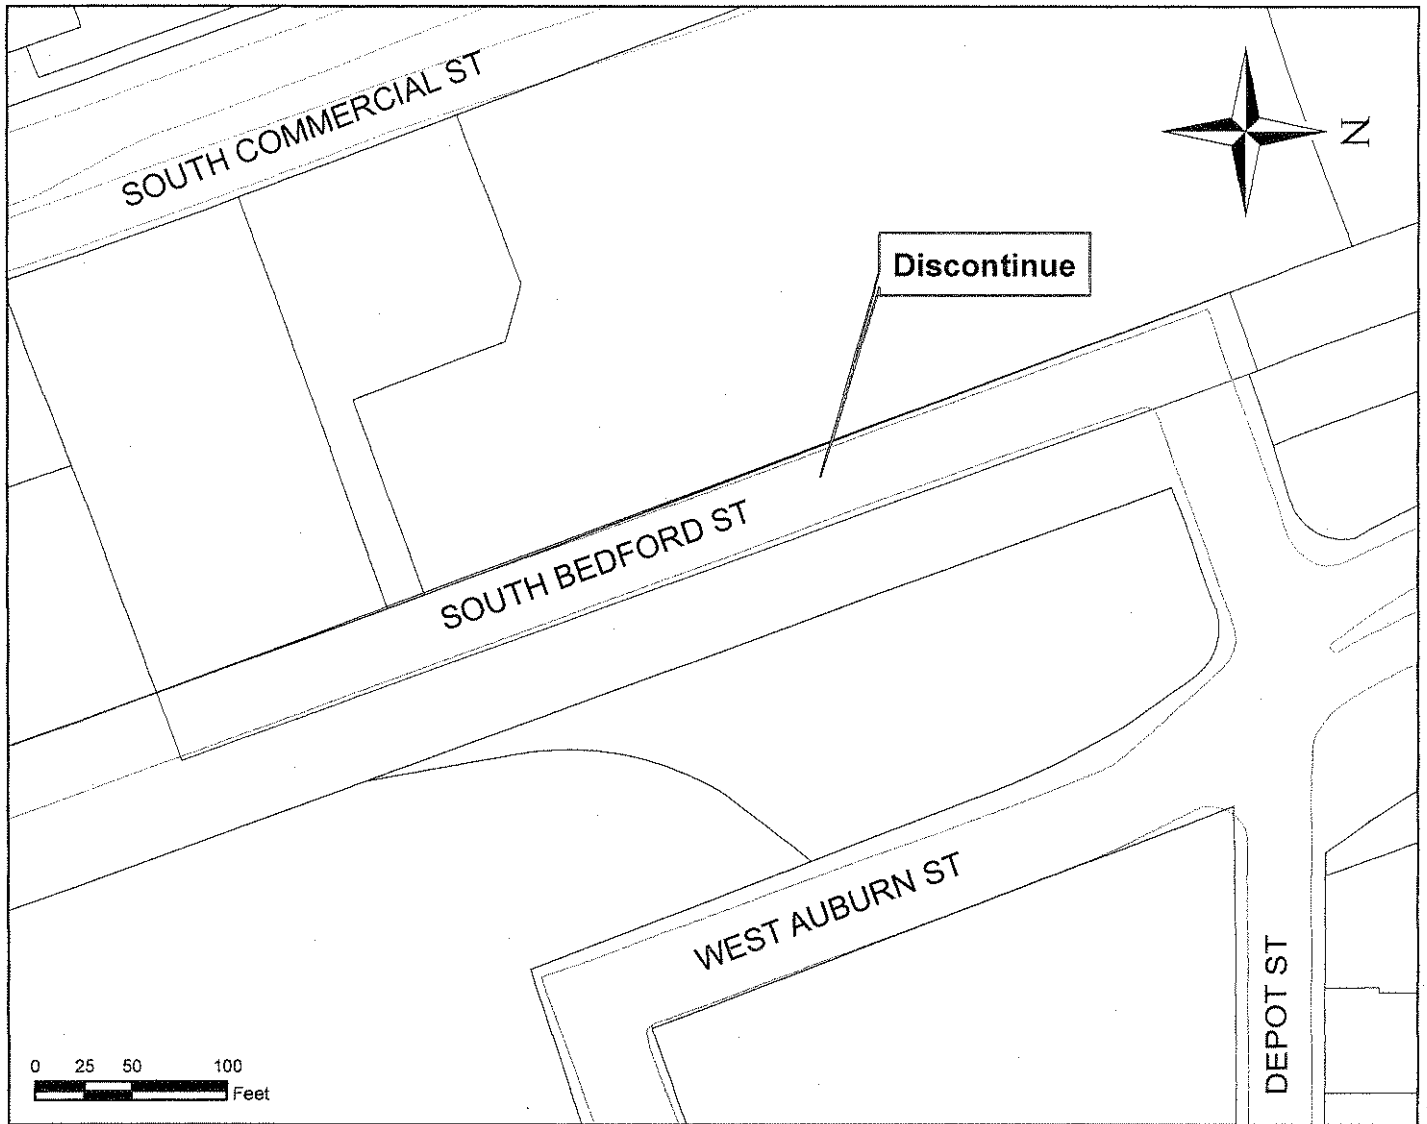 SOUTH COMMERCIAL ST
N
Discontinue
SOUTH BEDFORD ST
WEST AUBURN ST
DEPOT ST
0 25 50 100
Feet